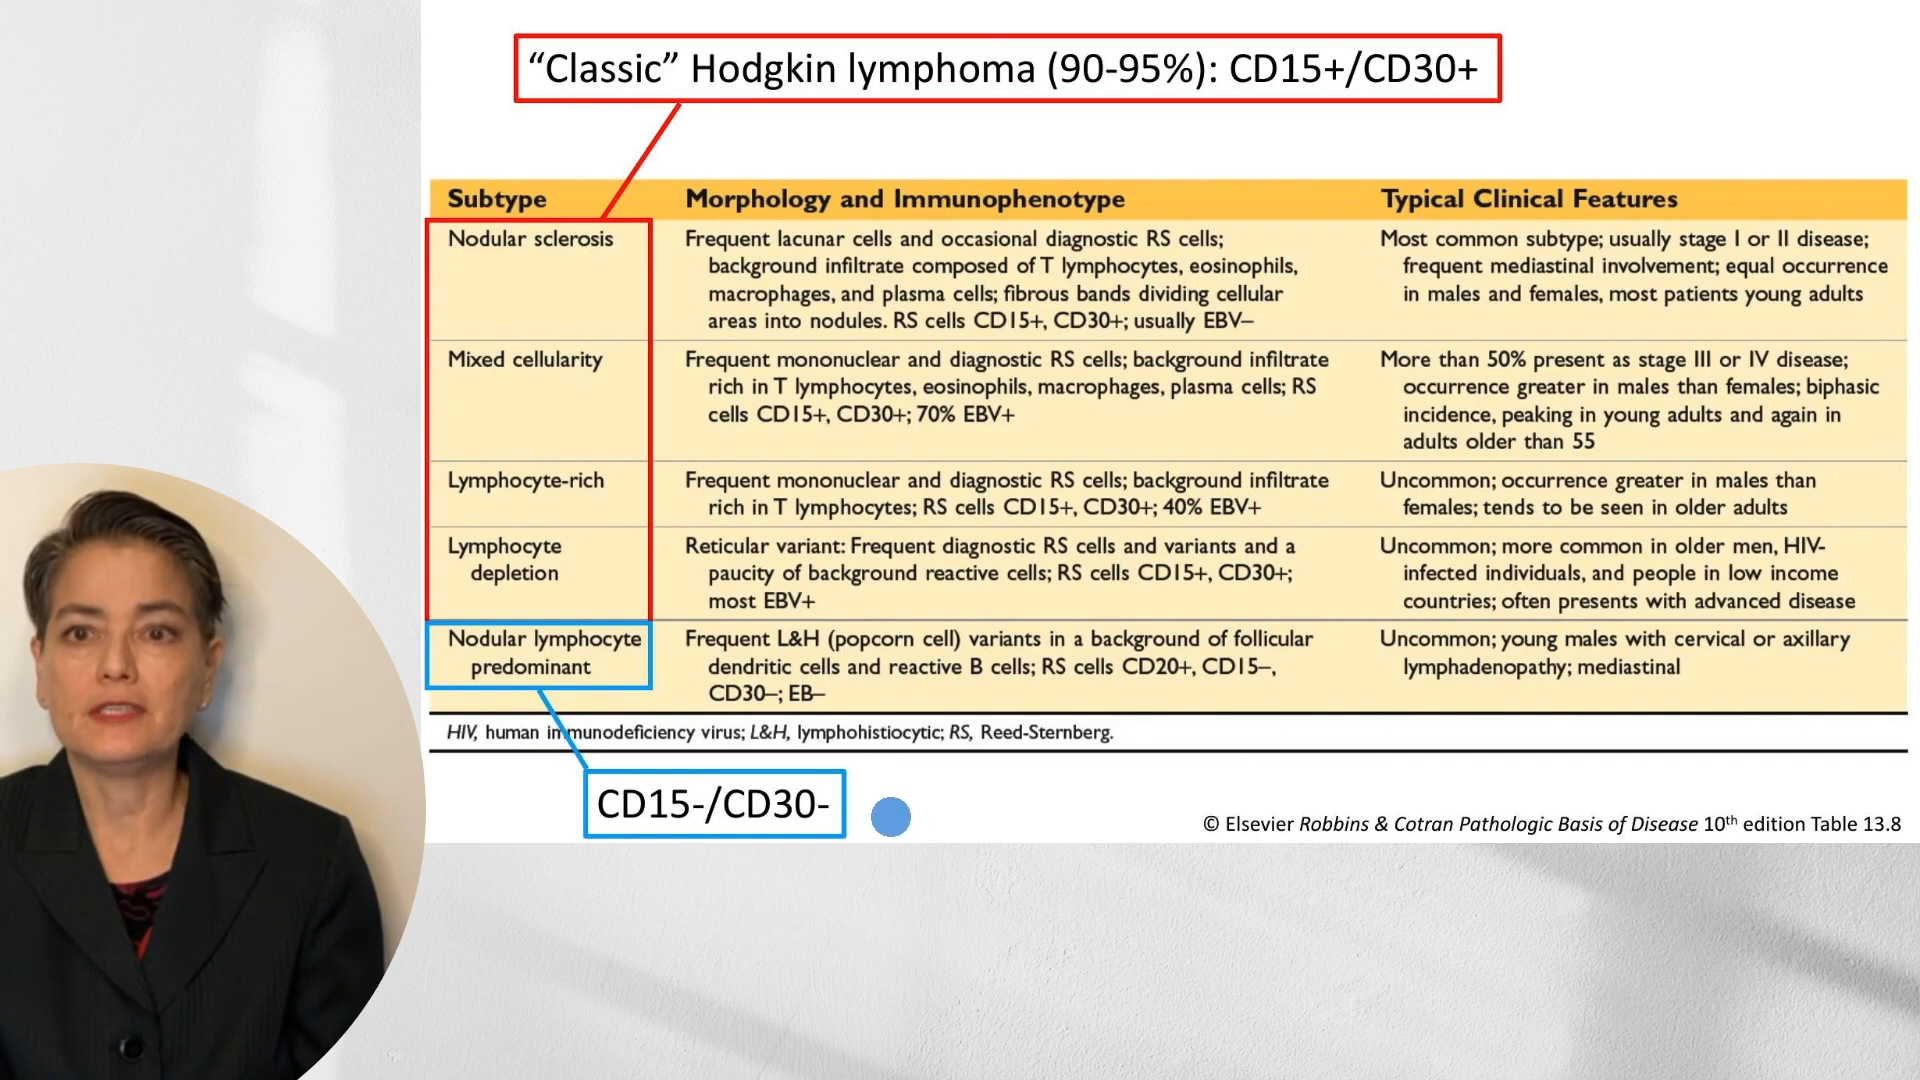 “Classic” Hodgkin lymphoma (90-95%): CD15+/CD30+
Subtype
Morphology and Immunophenotype
Typical Clinical Features
Nodular sclerosis
Frequent lacunar cells and occasional diagnostic RS cells;
background infiltrate composed of T lymphocytes, eosinophils,
macrophages, and plasma cells; fibrous bands dividing cellular
areas into nodules. RS cells CD15+, CD30+; usually EBV–
Most common subtype; usually stage I or II disease;
frequent mediastinal involvement; equal occurrence
in males and females, most patients young adults
Mixed cellularity
Frequent mononuclear and diagnostic RS cells; background infiltrate
rich in T lymphocytes, eosinophils, macrophages, plasma cells; RS
cells CD15+, CD30+; 70% EBV+
More than 50% present as stage III or IV disease;
occurrence greater in males than females; biphasic
incidence, peaking in young adults and again in
adults older than 55
Lymphocyte-rich
Frequent mononuclear and diagnostic RS cells; background infiltrate
rich in T lymphocytes; RS cells CD15+, CD30+; 40% EBV+
Uncommon; occurrence greater in males than
females; tends to be seen in older adults
Lymphocyte
depletion
Reticular variant: Frequent diagnostic RS cells and variants and a
paucity of background reactive cells; RS cells CD15+, CD30+;
most EBV+
Uncommon; more common in older men, HIV-
infected individuals, and people in low income
countries; often presents with advanced disease
Nodular lymphocyte
predominant
Frequent L&H (popcorn cell) variants in a background of follicular
dendritic cells and reactive B cells; RS cells CD20+, CD15–,
CD30–; EB–
Uncommon; young males with cervical or axillary
lymphadenopathy; mediastinal
HIV, human immunodeficiency virus; L&H, lymphohistiocytic; RS, Reed-Sternberg.
CD15-/CD30-
© Elsevier Robbins & Cotran Pathologic Basis of Disease 10th edition Table 13.8